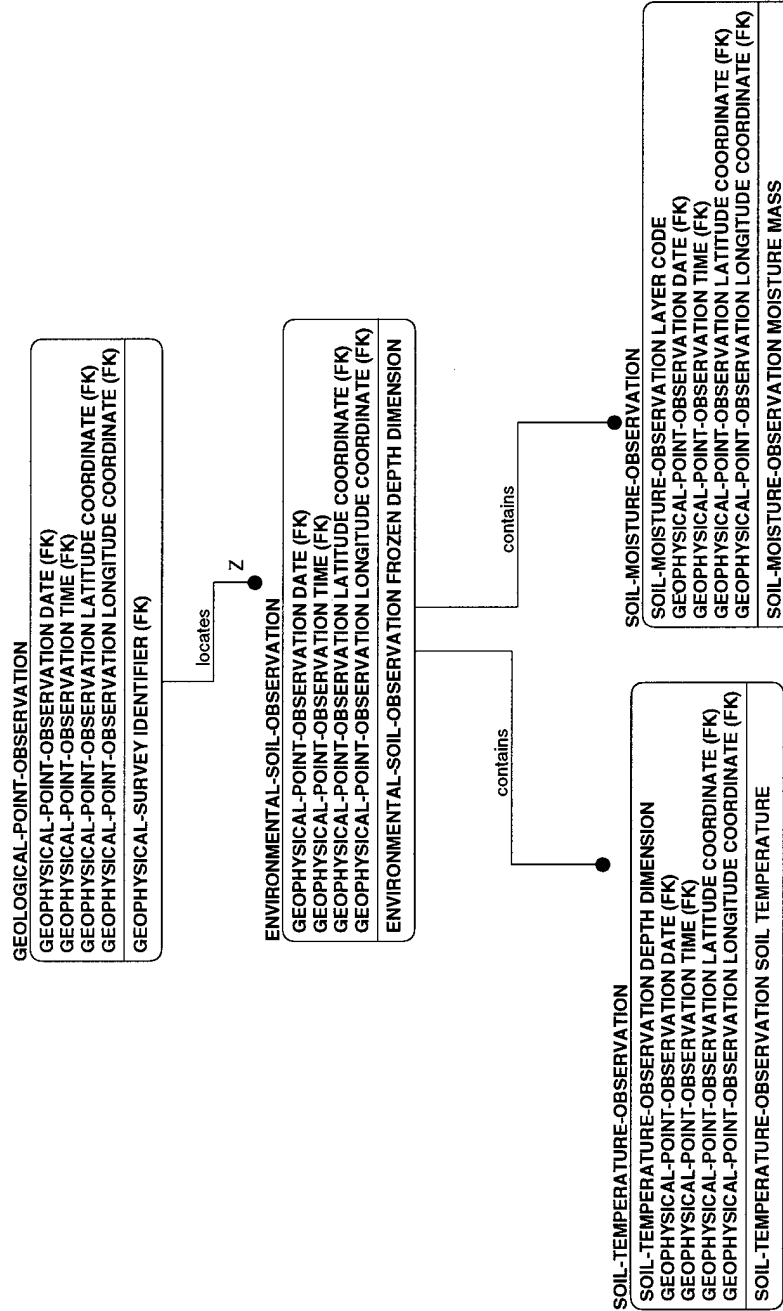 GEOLOGICAL-POINT-OBSERVATION
GEOPHYSICAL-POINT-OBSERVATION DATE (FK)
GEOPHYSICAL-POINT-OBSERVATION TIME (FK)
GEOPHYSICAL-POINT-OBSERVATION LATITUDE COORDINATE (FK)
GEOPHYSICAL-POINT-OBSERVATION LONGITUDE COORDINATE (FK)
GEOPHYSICAL-SURVEY IDENTIFIER (FK)
locates
Z
ENVIRONMENTAL-SOIL-OBSERVATION
GEOPHYSICAL-POINT-OBSERVATION DATE (FK)
GEOPHYSICAL-POINT-OBSERVATION TIME (FK)
GEOPHYSICAL-POINT-OBSERVATION LATITUDE COORDINATE (FK)
GEOPHYSICAL-POINT-OBSERVATION LONGITUDE COORDINATE (FK)
ENVIRONMENTAL-SOIL-OBSERVATION FROZEN DEPTH DIMENSION
contains
contains
SOIL-TEMPERATURE-OBSERVATION
SOIL-TEMPERATURE-OBSERVATION DEPTH DIMENSION
GEOPHYSICAL-POINT-OBSERVATION DATE (FK)
GEOPHYSICAL-POINT-OBSERVATION TIME (FK)
GEOPHYSICAL-POINT-OBSERVATION LATITUDE COORDINATE (FK)
GEOPHYSICAL-POINT-OBSERVATION LONGITUDE COORDINATE (FK)
SOIL-TEMPERATURE-OBSERVATION SOIL TEMPERATURE
SOIL-MOISTURE-OBSERVATION
SOIL-MOISTURE-OBSERVATION LAYER CODE
GEOPHYSICAL-POINT-OBSERVATION DATE (FK)
GEOPHYSICAL-POINT-OBSERVATION TIME (FK)
GEOPHYSICAL-POINT-OBSERVATION LATITUDE COORDINATE (FK)
GEOPHYSICAL-POINT-OBSERVATION LONGITUDE COORDINATE (FK)
SOIL-MOISTURE-OBSERVATION MOISTURE MASS